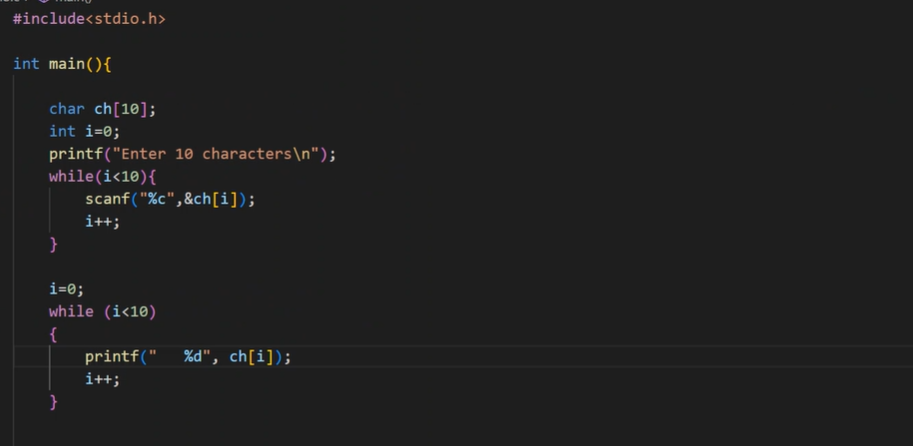 #include<stdio.h>
int main(){
    char ch[10];
    int i=0;
    printf("Enter 10 characters\n");
    while(i<10){
        scanf("%c",&ch[i]);
        i++;
    }
    i=0;
    while (i<10)
    {
        printf("   %d", ch[i]);
        i++;
    }